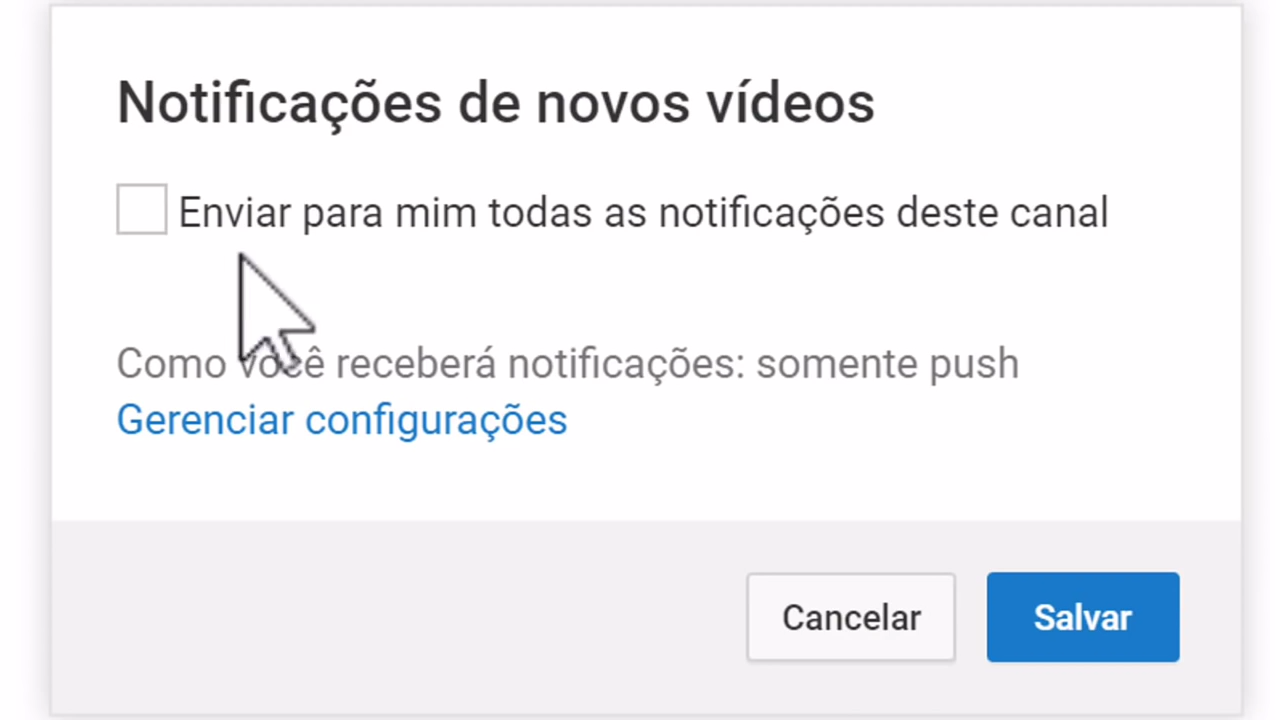 Notificações de novos vídeos
Enviar para mim todas as notificações deste canal
Como você receberá notificações: somente push
Gerenciar configurações
Cancelar
Salvar